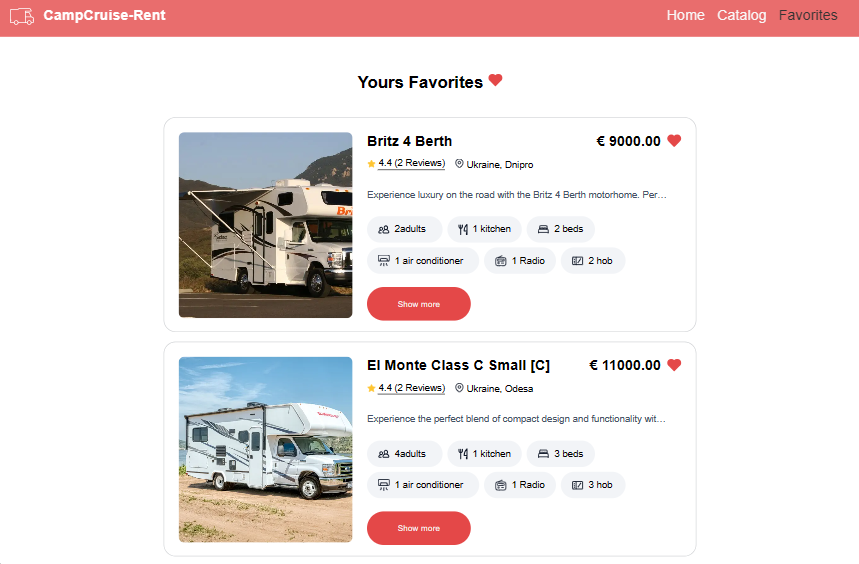 CampCruise-Rent
Home Catalog Favorites
Yours Favorites
Britz 4 Berth € 9000.00
4.4 (2 Reviews) Ukraine, Dnipro
Experience luxury on the road with the Britz 4 Berth motorhome. Per...
2adults 1 kitchen 2 beds
1 air conditioner 1 Radio 2 hob
Show more
El Monte Class C Small [C] € 11000.00
4.4 (2 Reviews) Ukraine, Odesa
Experience the perfect blend of compact design and functionality wit...
4adults 1 kitchen 3 beds
1 air conditioner 1 Radio 3 hob
Show more